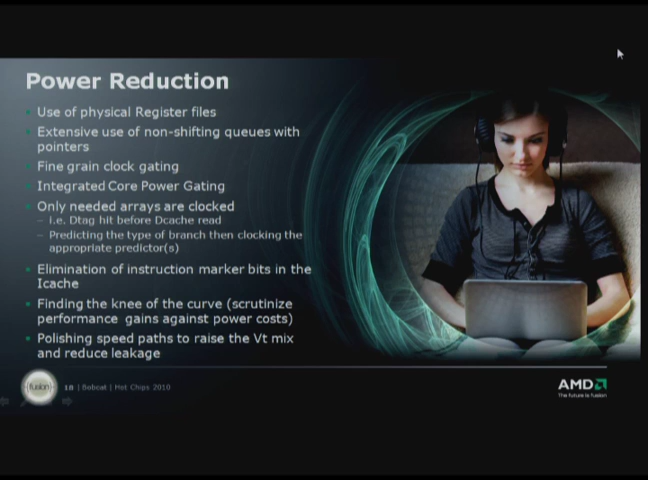 Power Reduction
Use of physical Register files
Extensive use of non-shifting queues with
pointers
Fine grain clock gating
Integrated Core Power Gating
Only needed arrays are clocked
– i.e. Dtag hit before Dcache read
– Predicting the type of branch then clocking the
appropriate predictor(s)
Elimination of instruction marker bits in the
Icache
Finding the knee of the curve (scrutinize
performance gains against power costs)
Polishing speed paths to raise the Vt mix
and reduce leakage
fusion
18 | Bobcat | Hot Chips 2010
AMD
The future is fusion